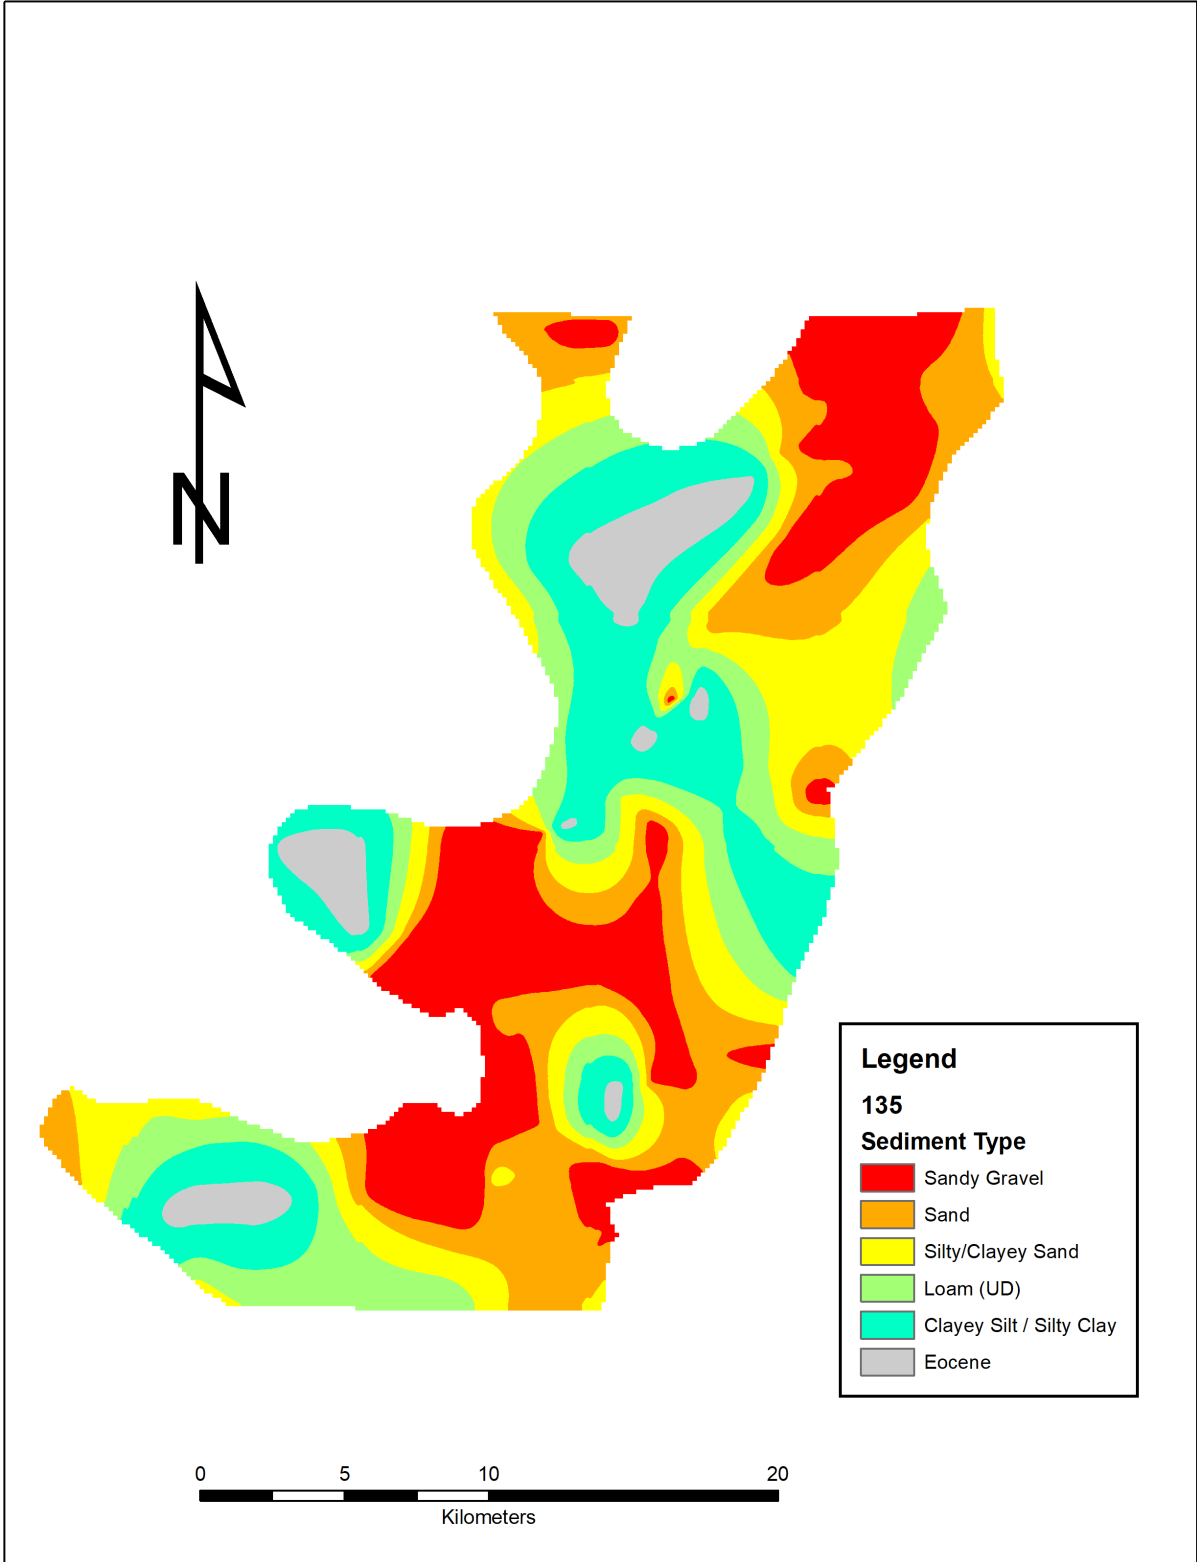 N
Legend
135
Sediment Type
Sandy Gravel
Sand
Silty/Clayey Sand
Loam (UD)
Clayey Silt / Silty Clay
Eocene
0 5 10 20
Kilometers